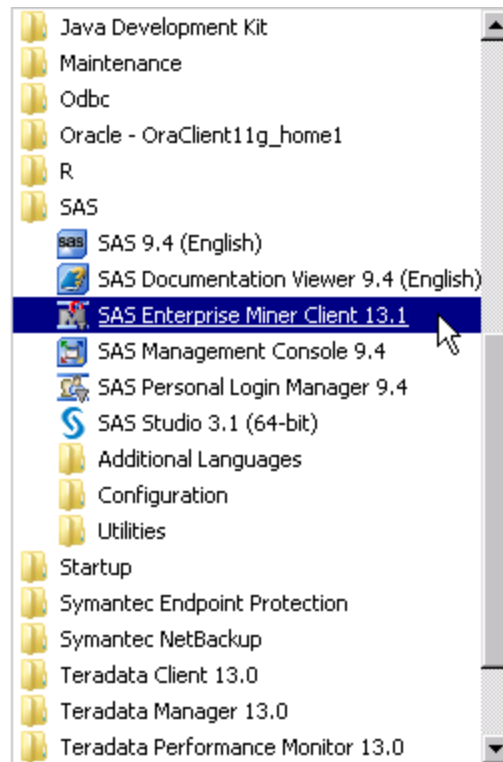 Java Development Kit
Maintenance
Odbc
Oracle - OraClient11g_home1
R
SAS
sas SAS 9.4 (English)
SAS Documentation Viewer 9.4 (English)
SAS Enterprise Miner Client 13.1
SAS Management Console 9.4
SAS Personal Login Manager 9.4
SAS Studio 3.1 (64-bit)
Additional Languages
Configuration
Utilities
Startup
Symantec Endpoint Protection
Symantec NetBackup
Teradata Client 13.0
Teradata Manager 13.0
Teradata Performance Monitor 13.0